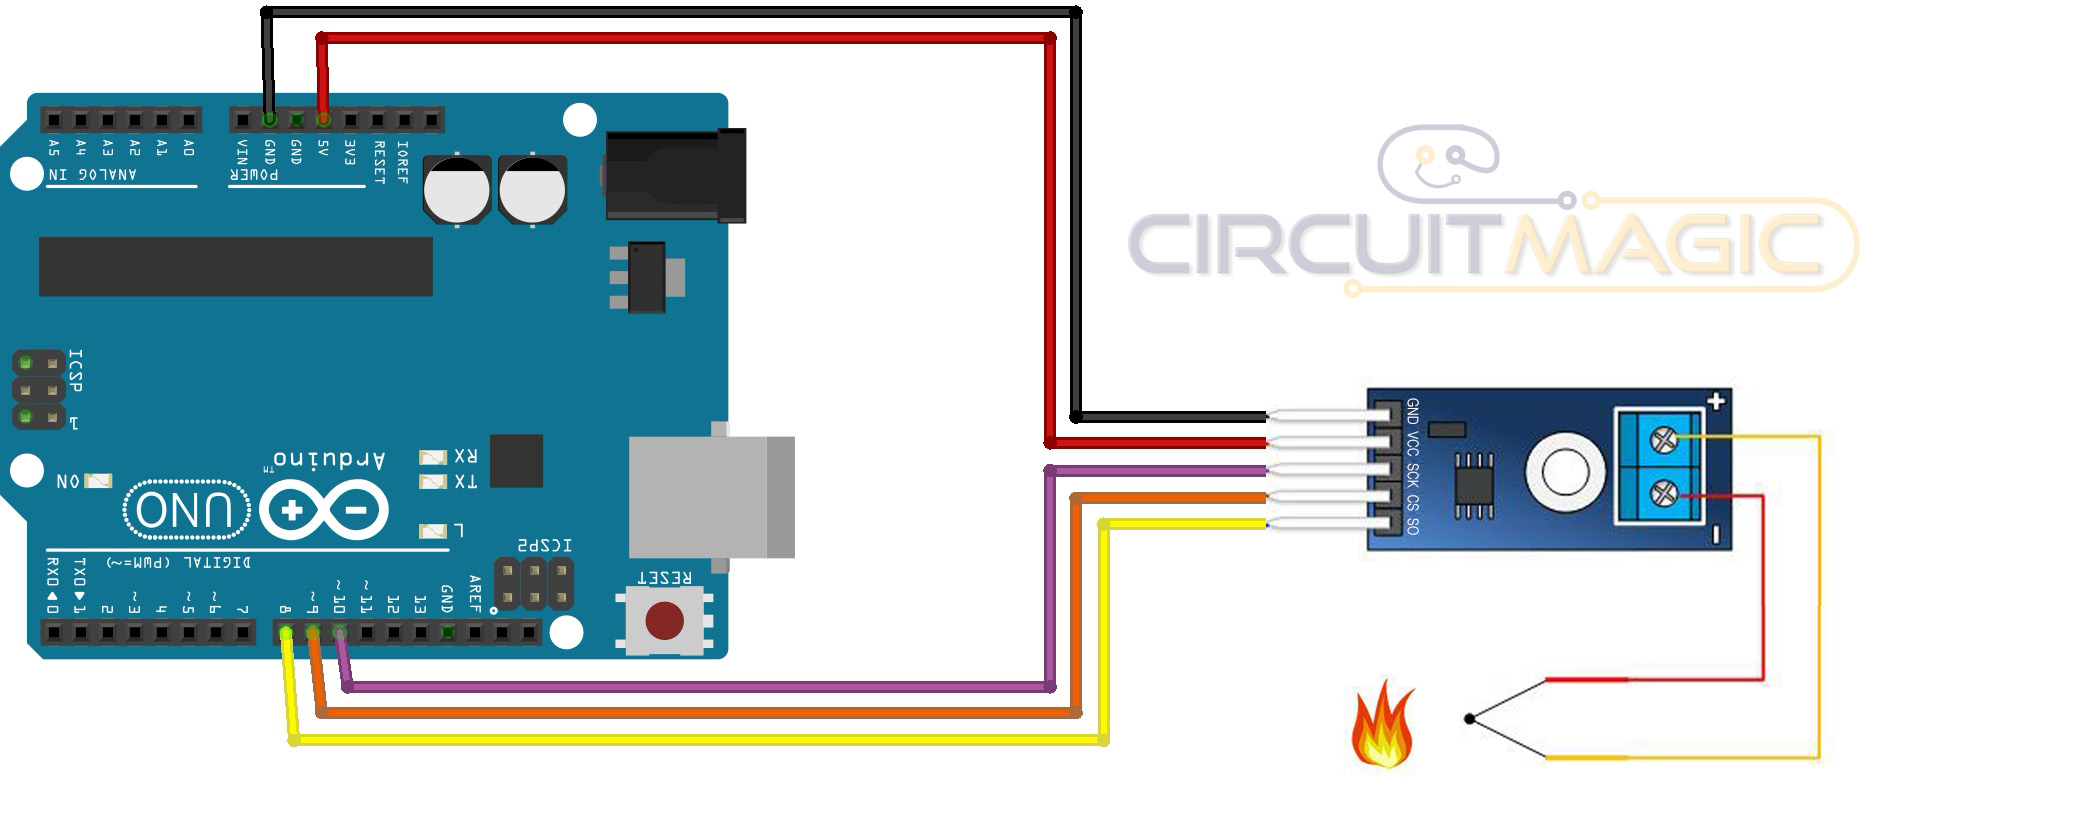 A5 A4 A3 A2 A1 A0
VIN GND GND 5V 3V3 RESET IOREF
ANALOG IN
POWER
CIRCUITMAGIC
ICSP
1
GND VCC SCK CS SO
+
-
Arduino™
UNO
ON
RX
TX
L
ICSP2
DIGITAL (PWM=~)
RESET
RX0◄0 TX0►1 2 ~3 4 ~5 ~6 7 8 ~9 ~10 ~11 12 13 GND AREF